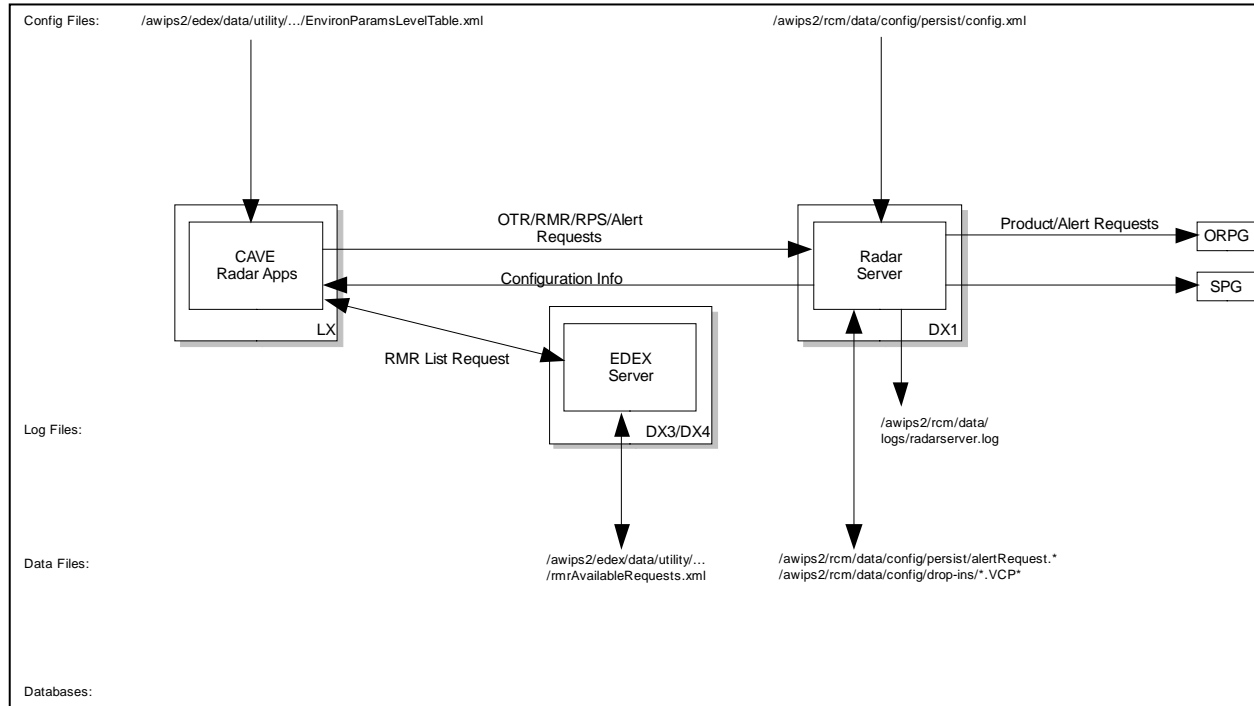 Config Files:
/awips2/edex/data/utility/.../EnvironParamsLevelTable.xml
/awips2/rcm/data/config/persist/config.xml
CAVE
Radar Apps
LX
OTR/RMR/RPS/Alert
Requests
Configuration Info
Radar
Server
DX1
Product/Alert Requests
ORPG
SPG
RMR List Request
EDEX
Server
DX3/DX4
Log Files:
/awips2/rcm/data/
logs/radarserver.log
Data Files:
/awips2/edex/data/utility/...
/rmrAvailableRequests.xml
/awips2/rcm/data/config/persist/alertRequest.*
/awips2/rcm/data/config/drop-ins/*.VCP*
Databases: